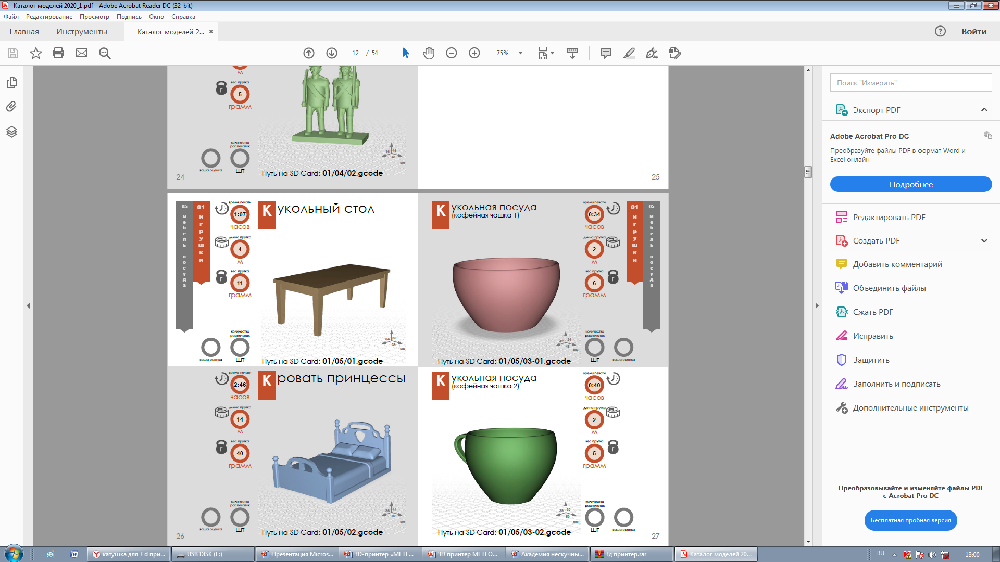 Каталог моделей 2020_1.pdf - Adobe Acrobat Reader DC (32-bit)
Файл Редактирование Просмотр Подпись Окно Справка
Главная Инструменты Каталог моделей 2... × Войти
12 / 54 75%
М
вес прутка
5
грамм
количество распечаток
ваша оценка
ШТ
16 46 41 мм
Путь на SD Card: 01/04/02.gcode
24
25
05 мебель посуда
01 игрушки
время печати
1:07
часов
длина прутка
4
М
вес прутка
11
грамм
количество распечаток
ваша оценка
ШТ
Кукольный стол
84 30 39 мм
Путь на SD Card: 01/05/01.gcode
Кукольная посуда
(кофейная чашка 1)
время печати
0:34
часов
длина прутка
2
М
вес прутка
6
грамм
01 игрушки
05 мебель посуда
количество распечаток
ШТ
ваша оценка
42 24 48 мм
Путь на SD Card: 01/05/03-01.gcode
время печати
2:46
часов
длина прутка
14
М
вес прутка
40
грамм
количество распечаток
ваша оценка
ШТ
Кровать принцессы
44 62 мм
Путь на SD Card: 01/05/02.gcode
26
Кукольная посуда
(кофейная чашка 2)
время печати
0:40
часов
длина прутка
2
М
вес прутка
5
грамм
количество распечаток
ШТ
ваша оценка
30 50 мм
Путь на SD Card: 01/05/03-02.gcode
27
Поиск "Измерить"
Экспорт PDF
Adobe Acrobat Pro DC
Преобразуйте файлы PDF в формат Word и
Excel онлайн
Подробнее
Редактировать PDF
Создать PDF
Добавить комментарий
Объединить файлы
Сжать PDF
Исправить
Защитить
Заполнить и подписать
Дополнительные инструменты
Преобразовывайте и изменяйте файлы PDF
с Acrobat Pro DC
Бесплатная пробная версия
катушка для 3 d при... USB DISK (F:) Презентация Micros... 3D-принтер «МЕТЕ... 3D принтер METEO... Академия нескучны... 3д принтер.rar Каталог моделей 20... RU 13:00